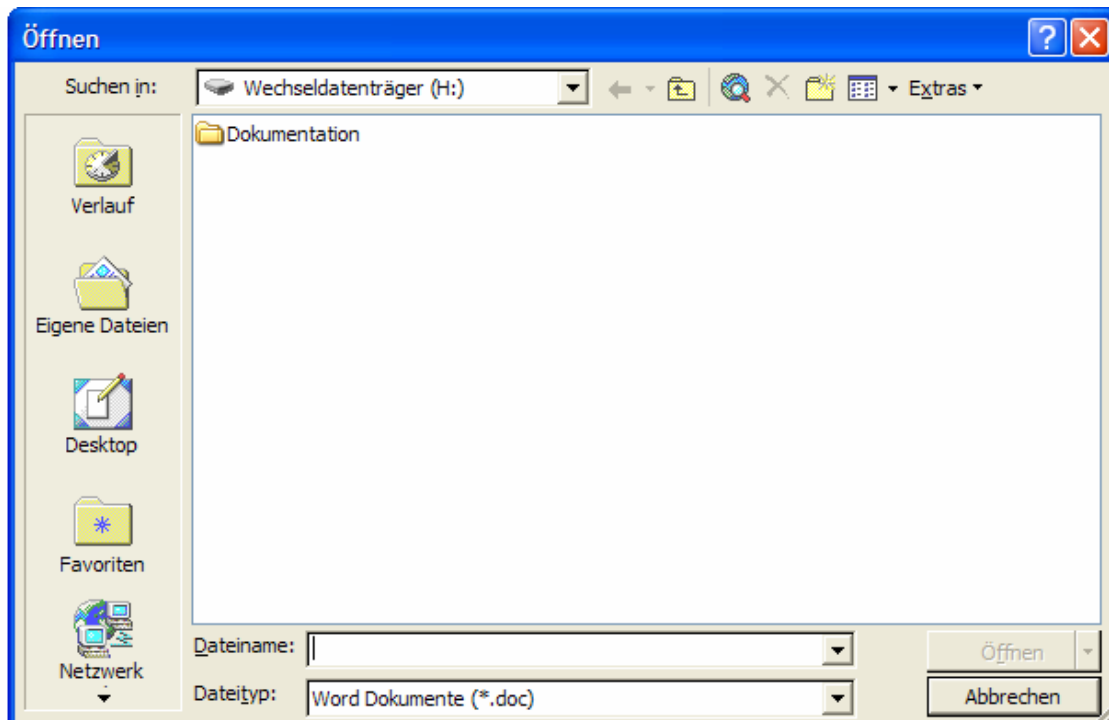 Öffnen
Suchen in:
Wechseldatenträger (H:)
Extras
Dokumentation
Verlauf
Eigene Dateien
Desktop
Favoriten
Netzwerk
Dateiname:
Öffnen
Dateityp:
Word Dokumente (*.doc)
Abbrechen